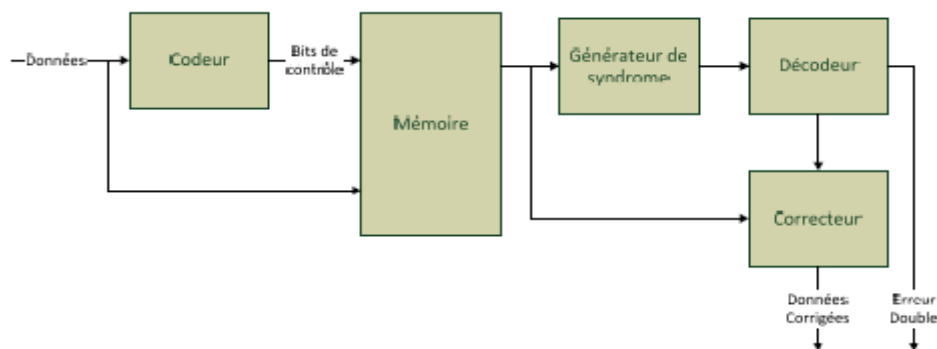 Données
Codeur
Bits de
contrôle
Mémoire
Générateur de
syndrome
Décodeur
Correcteur
Données
Corrigées
Erreur
Double